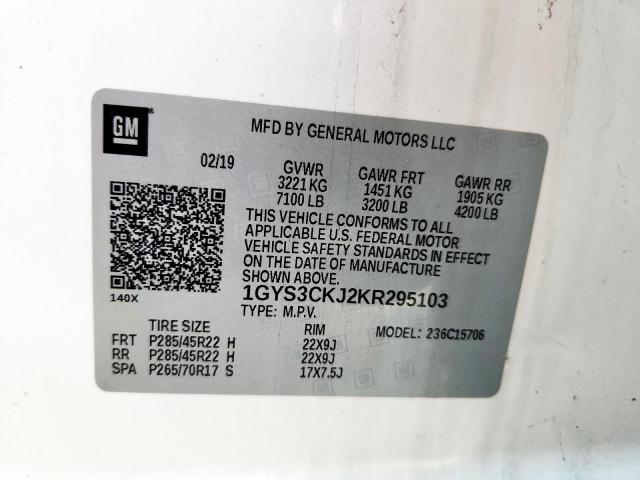 GM
MFD BY GENERAL MOTORS LLC
02/19 GVWR GAWR FRT GAWR RR
3221 KG 1451 KG 1905 KG
7100 LB 3200 LB 4200 LB
THIS VEHICLE CONFORMS TO ALL
APPLICABLE U.S. FEDERAL MOTOR
VEHICLE SAFETY STANDARDS IN EFFECT
ON THE DATE OF MANUFACTURE
SHOWN ABOVE.
140X
1GYS3CKJ2KR295103
TYPE: M.P.V. MODEL: 236C15706
TIRE SIZE RIM
FRT P285/45R22 H 22X9J
RR P285/45R22 H 22X9J
SPA P265/70R17 S 17X7.5J